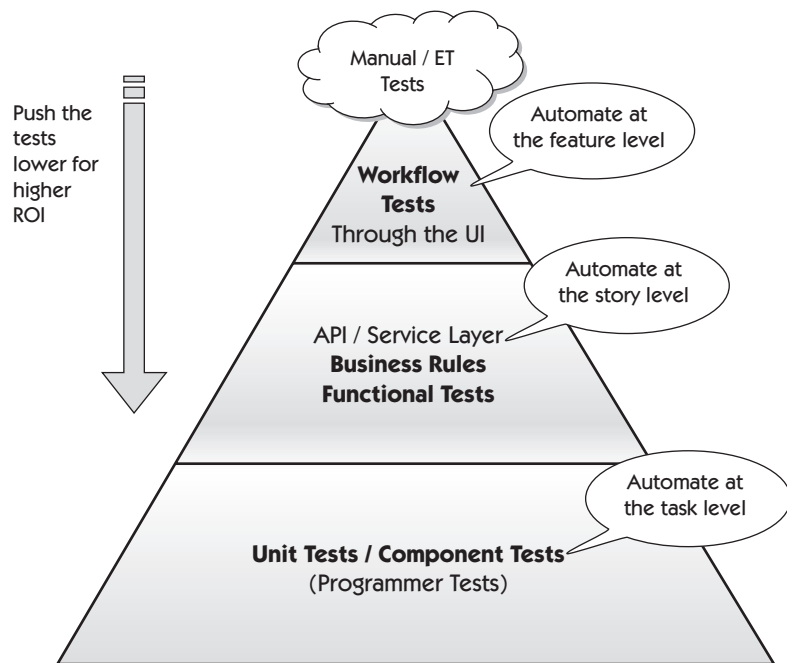 Manual / ET
Tests
Automate at
the feature level
Push the
tests
lower for
higher
ROI
Workflow
Tests
Through the UI
Automate at
the story level
API / Service Layer
Business Rules
Functional Tests
Automate at
the task level
Unit Tests / Component Tests
(Programmer Tests)